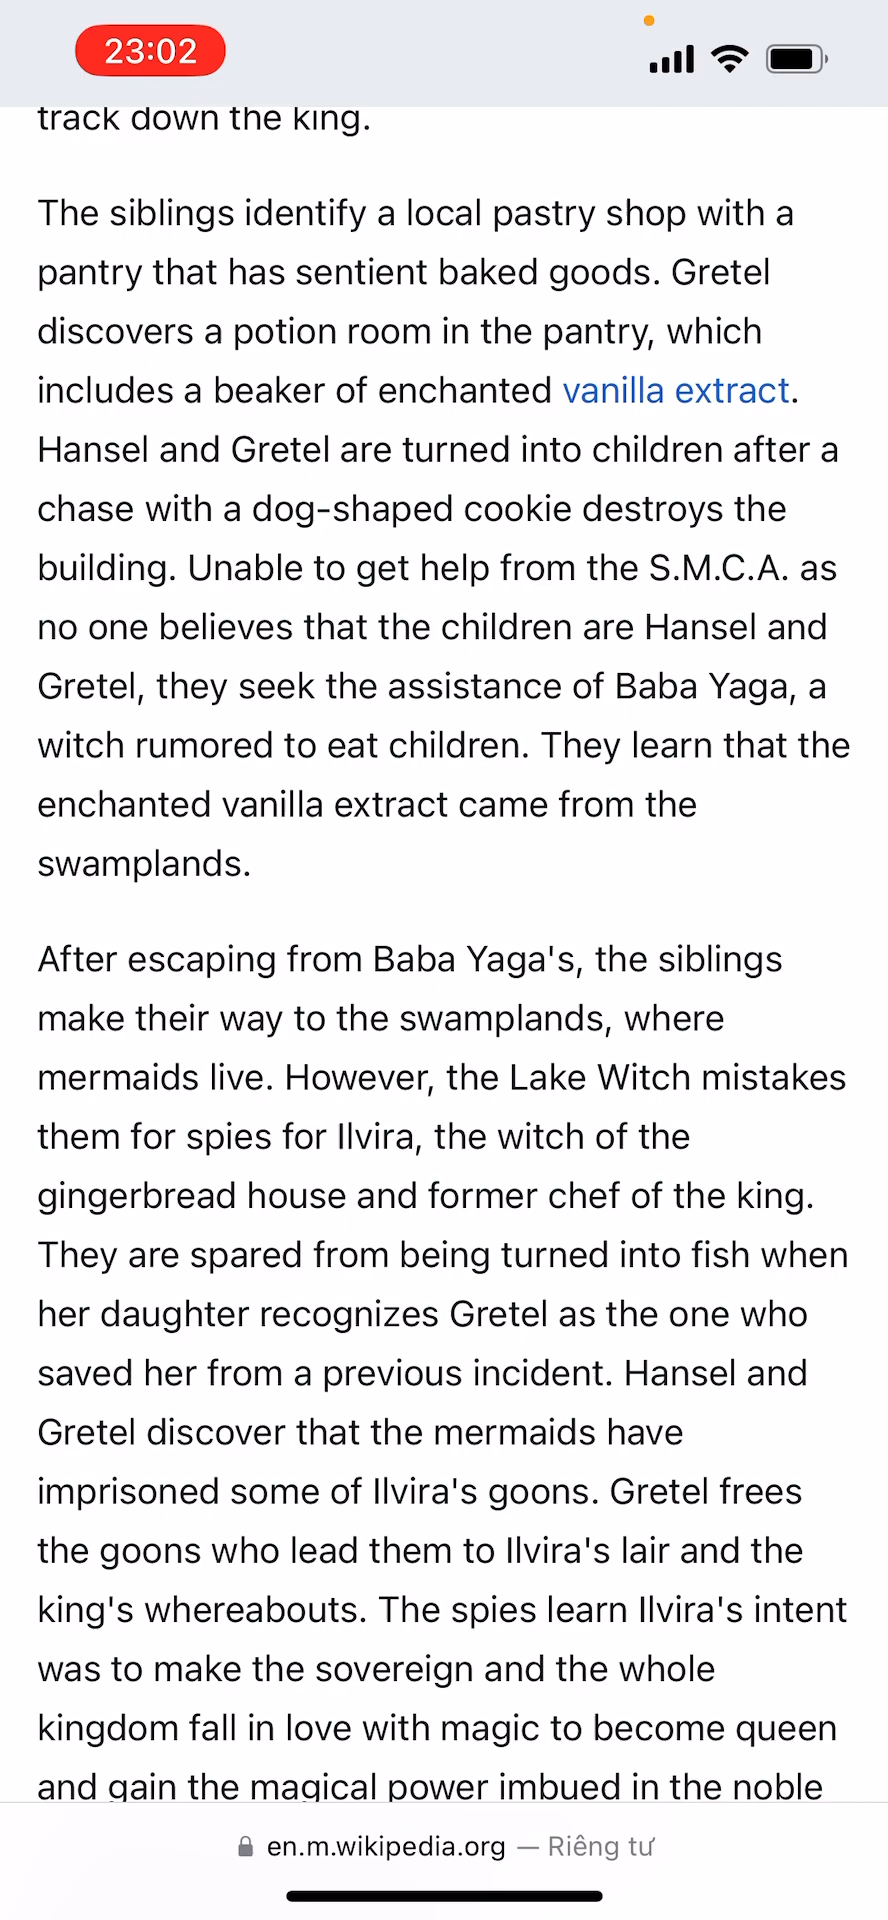 23:02
track down the king.
The siblings identify a local pastry shop with a
pantry that has sentient baked goods. Gretel
discovers a potion room in the pantry, which
includes a beaker of enchanted vanilla extract.
Hansel and Gretel are turned into children after a
chase with a dog-shaped cookie destroys the
building. Unable to get help from the S.M.C.A. as
no one believes that the children are Hansel and
Gretel, they seek the assistance of Baba Yaga, a
witch rumored to eat children. They learn that the
enchanted vanilla extract came from the
swamplands.
After escaping from Baba Yaga's, the siblings
make their way to the swamplands, where
mermaids live. However, the Lake Witch mistakes
them for spies for Ilvira, the witch of the
gingerbread house and former chef of the king.
They are spared from being turned into fish when
her daughter recognizes Gretel as the one who
saved her from a previous incident. Hansel and
Gretel discover that the mermaids have
imprisoned some of Ilvira's goons. Gretel frees
the goons who lead them to Ilvira's lair and the
king's whereabouts. The spies learn Ilvira's intent
was to make the sovereign and the whole
kingdom fall in love with magic to become queen
and gain the magical power imbued in the noble
en.m.wikipedia.org — Riêng tư